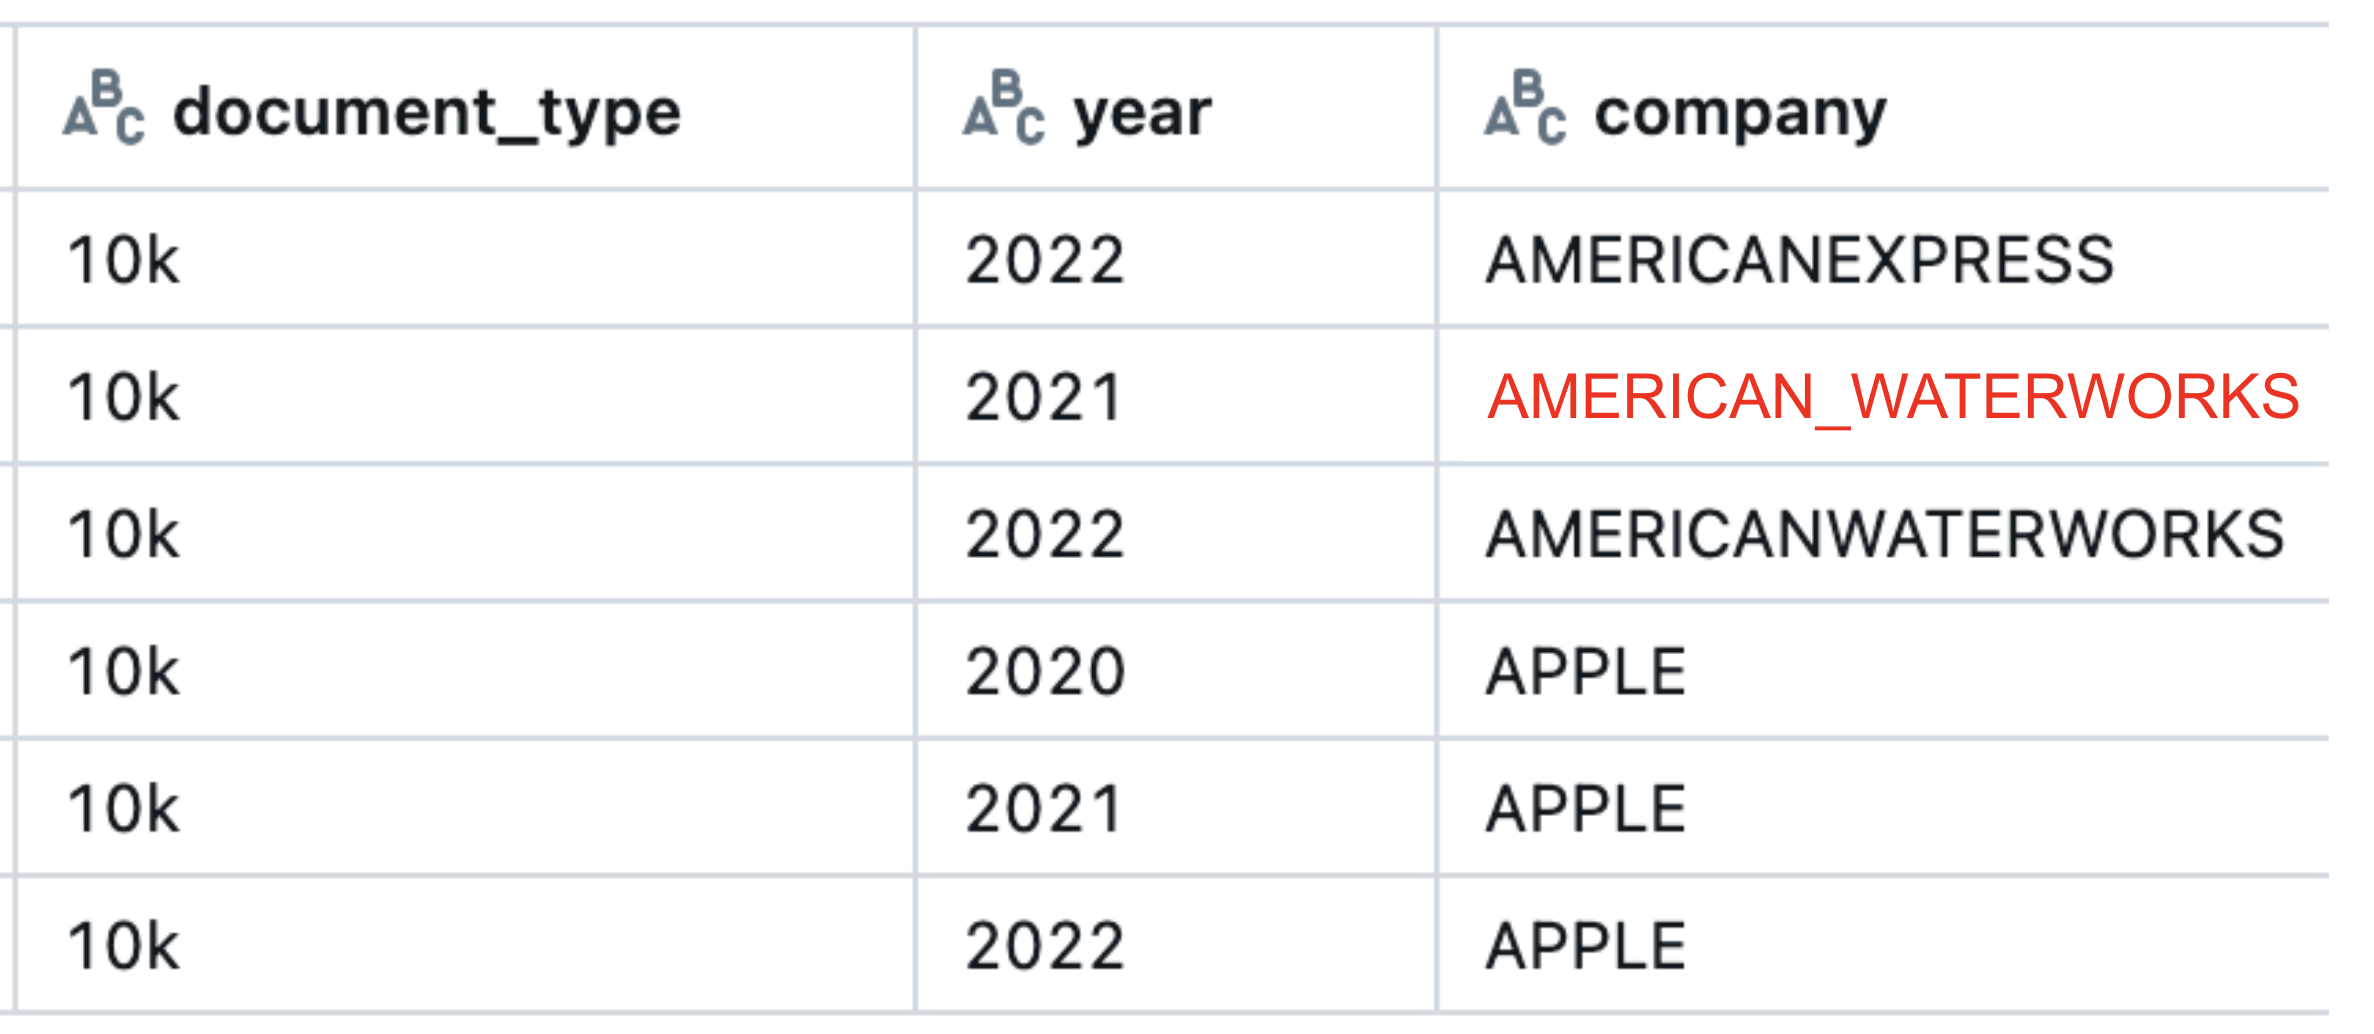 ABC document_type ABC year ABC company
10k 2022 AMERICANEXPRESS
10k 2021 AMERICAN_WATERWORKS
10k 2022 AMERICANWATERWORKS
10k 2020 APPLE
10k 2021 APPLE
10k 2022 APPLE